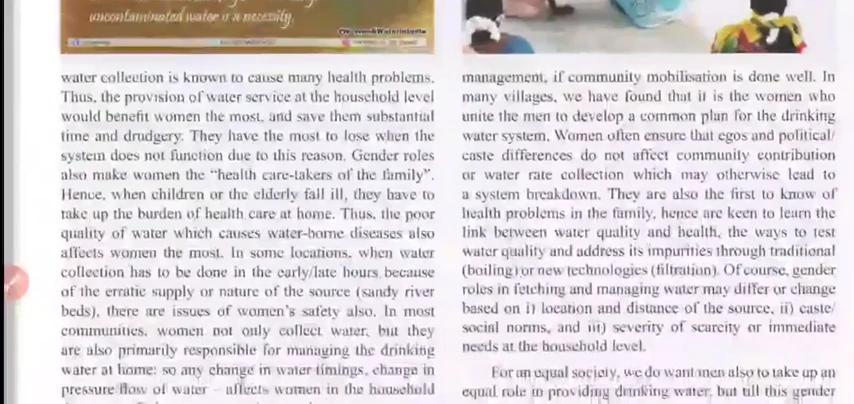 uncontaminated water is a necessity.
water collection is known to cause many health problems.
Thus, the provision of water service at the household level
would benefit women the most, and save them substantial
time and drudgery. They have the most to lose when the
system does not function due to this reason. Gender roles
also make women the "health care-takers of the family".
Hence, when children or the elderly fall ill, they have to
take up the burden of health care at home. Thus, the poor
quality of water which causes water-borne diseases also
affects women the most. In some locations, when water
collection has to be done in the early/late hours, because
of the erratic supply or nature of the source (sandy river
beds), there are issues of women's safety also. In most
communities, women not only collect water, but they
are also primarily responsible for managing the drinking
water at home: so any change in water timings, change in
pressure flow of water – affects women in the household
management, if community mobilisation is done well. In
many villages, we have found that it is the women who
unite the men to develop a common plan for the drinking
water system. Women often ensure that egos and political/
caste differences do not affect community contribution
or water rate collection which may otherwise lead to
a system breakdown. They are also the first to know of
health problems in the family, hence are keen to learn the
link between water quality and health, the ways to test
water quality and address its impurities through traditional
(boiling) or new technologies (filtration). Of course, gender
roles in fetching and managing water may differ or change
based on i) location and distance of the source, ii) caste/
social norms, and iii) severity of scarcity or immediate
needs at the household level.
For an equal society, we do want men also to take up an
equal role in providing drinking water, but till this gender